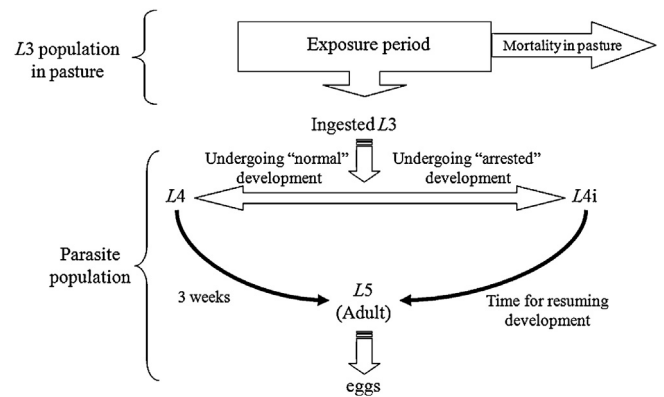 L3 population
in pasture
Exposure period
Mortality in pasture
Ingested L3
Undergoing “normal”
development
Undergoing “arrested”
development
L4
L4i
Parasite
population
3 weeks
L5
(Adult)
Time for resuming
development
eggs